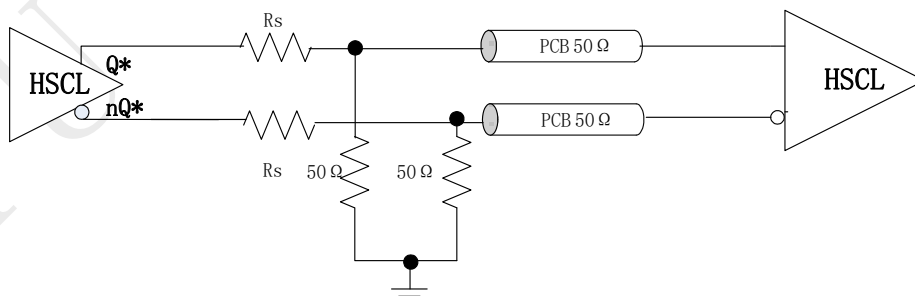 Rs
PCB 50 Ω
Q*
HSCL
HSCL
nQ*
PCB 50 Ω
Rs
50 Ω
50 Ω